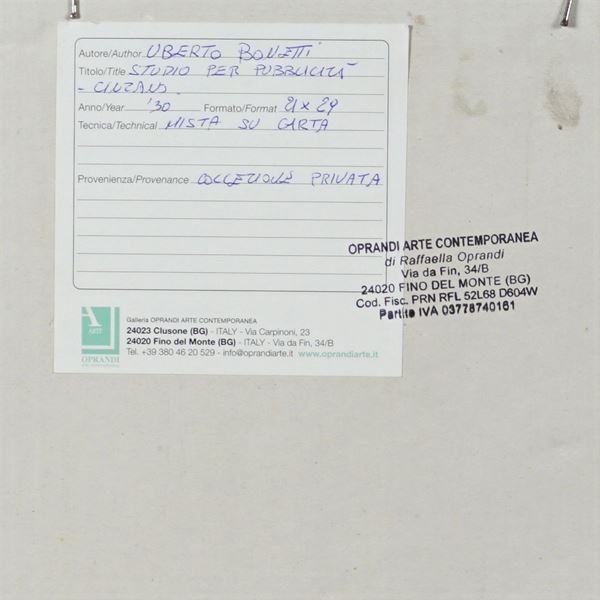 Autore/Author UBERTO BONETTI
Titolo/Title STUDIO PER PUBBLICITÀ
- CINZANO.
Anno/Year '30 Formato/Format 21 x 29
Tecnica/Technical MISTA SU CARTA
Provenienza/Provenance COLLEZIONE PRIVATA
OPRANDI ARTE CONTEMPORANEA
di Raffaella Oprandi
Via da Fin, 34/B
24020 FINO DEL MONTE (BG)
Cod. Fisc. PRN RFL 52L68 D604W
Partita IVA 03778740161
A
ARTE
OPRANDI
Galleria OPRANDI ARTE CONTEMPORANEA
24023 Clusone (BG) - ITALY - Via Carpinoni, 23
24020 Fino del Monte (BG) - ITALY - Via da Fin, 34/B
Tel. +39 380 46 20 529 - info@oprandiarte.it www.oprandiarte.it